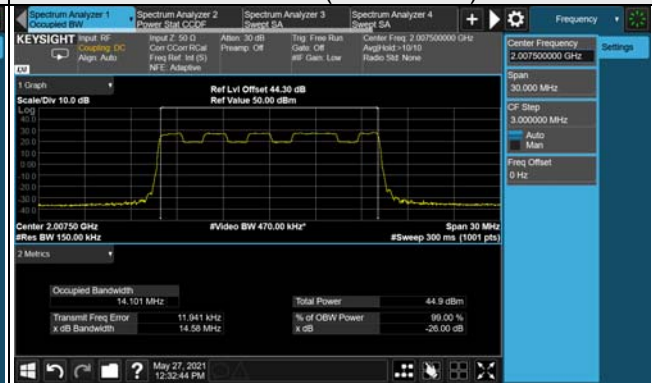 Spectrum Analyzer 1
Occupied BW
Spectrum Analyzer 2
Power Stat CCDF
Spectrum Analyzer 3
Swept SA
Spectrum Analyzer 4
Swept SA
Frequency
KEYSIGHT
Input: RF
Coupling: DC
Align: Auto
Input Z: 50 Ω
Corr CCorr RCal
Freq Ref: Int (S)
NFE: Adaptive
Atten: 30 dB
Preamp: Off
Trig: Free Run
Gate: Off
#IF Gain: Low
Center Freq: 2.007500000 GHz
Avg|Hold:>10/10
Radio Std: None
Center Frequency
2.007500000 GHz
Settings
Span
30.000 MHz
CF Step
3.000000 MHz
Auto
Man
Freq Offset
0 Hz
1 Graph
Scale/Div 10.0 dB
Ref Lvl Offset 44.30 dB
Ref Value 50.00 dBm
Log
40.0
30.0
20.0
10.0
0.00
-10.0
-20.0
-30.0
-40.0
Center 2.00750 GHz
#Res BW 150.00 kHz
#Video BW 470.00 kHz*
Span 30 MHz
#Sweep 300 ms (1001 pts)
2 Metrics
Occupied Bandwidth
14.101 MHz
Total Power
44.9 dBm
Transmit Freq Error
11.941 kHz
% of OBW Power
99.00 %
x dB Bandwidth
14.58 MHz
x dB
-26.00 dB
May 27, 2021
12:32:44 PM